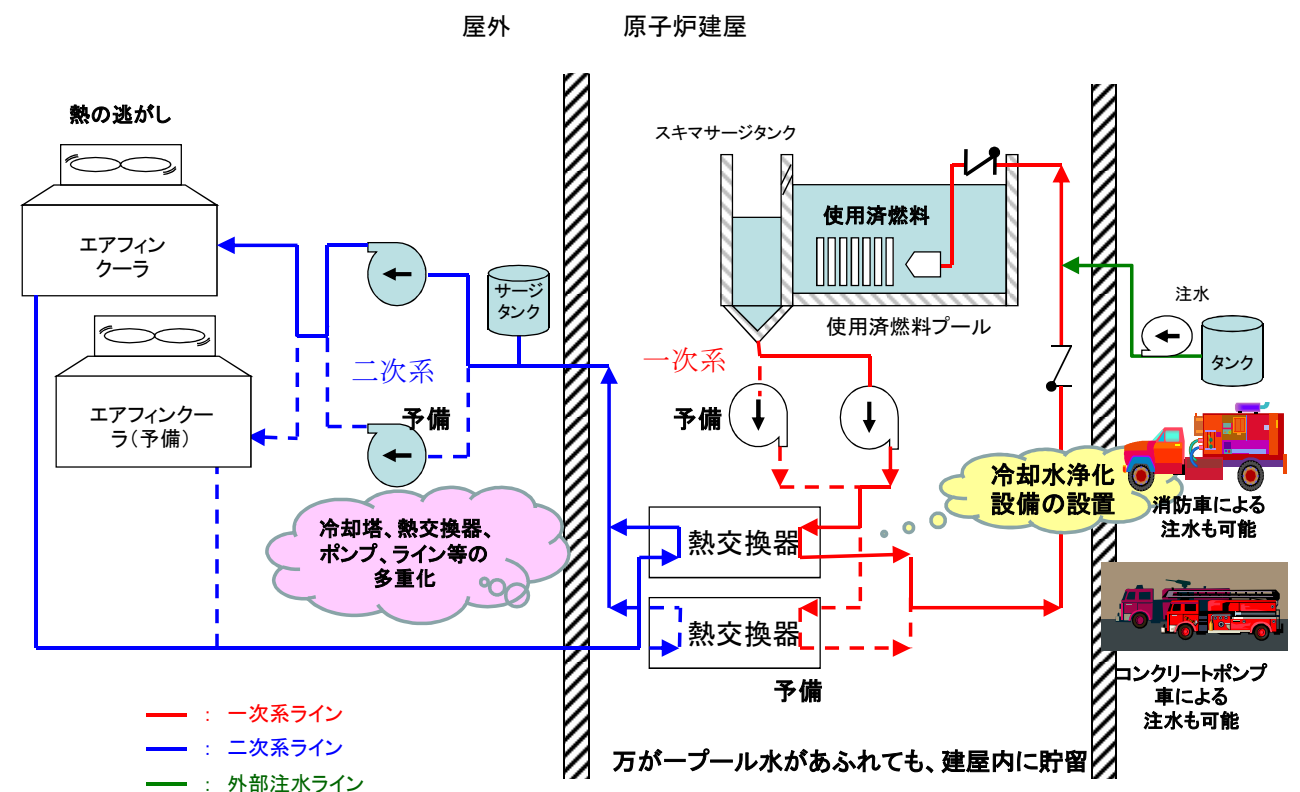 屋外
原子炉建屋
熱の逃がし
スキマサージタンク
エアフィン
クーラ
使用済燃料
サージ
タンク
注水
使用済燃料プール
二次系
一次系
タンク
エアフィンクー
ラ(予備)
予備
予備
冷却水浄化
設備の設置
消防車による
注水も可能
冷却塔、熱交換器、
ポンプ、ライン等の
多重化
熱交換器
熱交換器
予備
コンクリートポンプ
車による
注水も可能
: 一次系ライン
: 二次系ライン
: 外部注水ライン
万が一プール水があふれても、建屋内に貯留